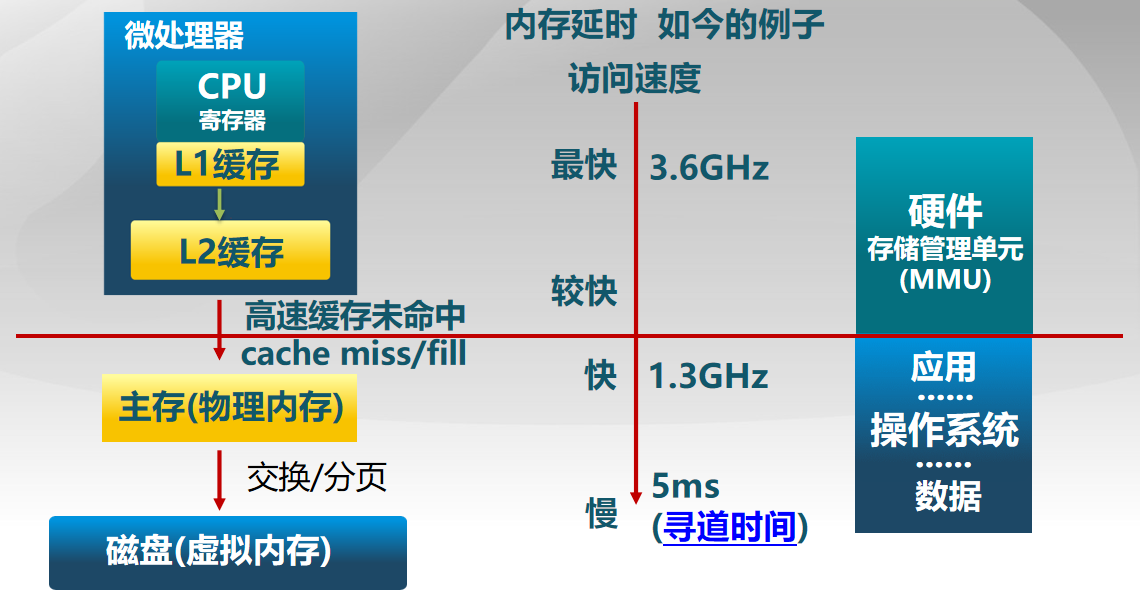 微处理器
CPU
寄存器
L1缓存
L2缓存
高速缓存未命中
cache miss/fill
主存(物理内存)
交换/分页
磁盘(虚拟内存)
内存延时 如今的例子
访问速度
最快 3.6GHz
较快
快 1.3GHz
慢 5ms
(寻道时间)
硬件
存储管理单元
(MMU)
应用
······
操作系统
······
数据